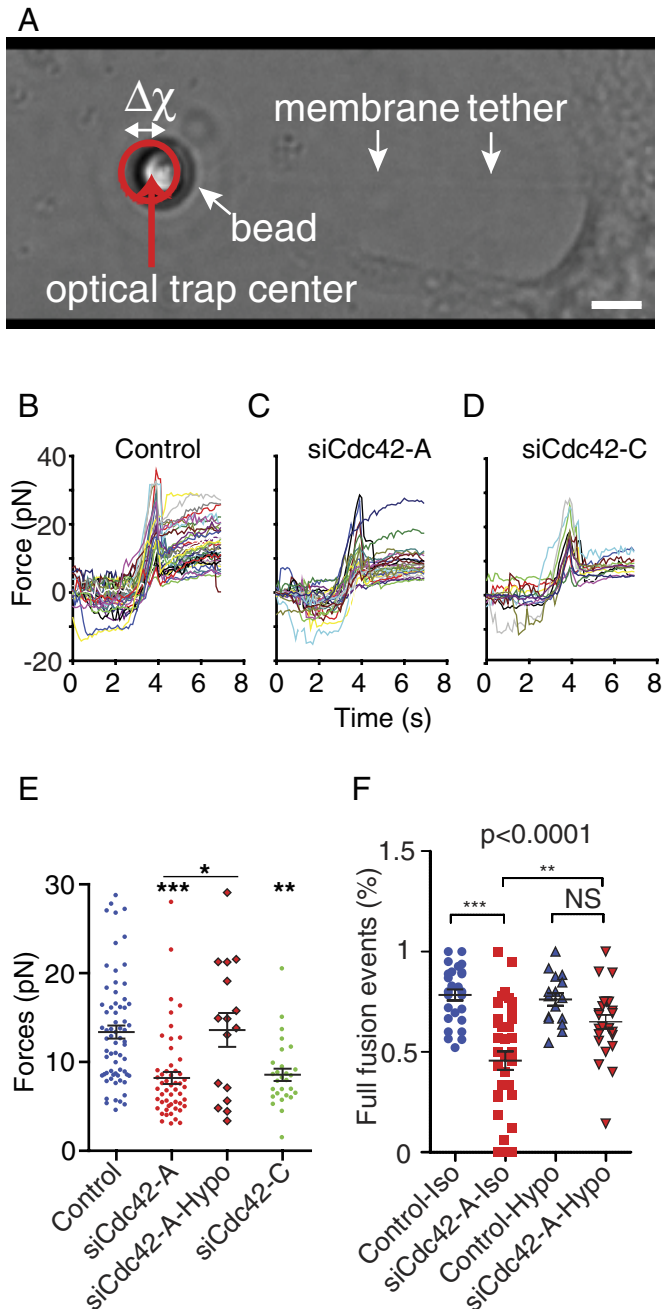 A
Δχ
membrane tether
bead
optical trap center
B
C
D
Control
siCdc42-A
siCdc42-C
Force (pN)
40
20
0
-20
0 2 4 6 8
0 2 4 6 8
0 2 4 6 8
Time (s)
E
***
*
**
Forces (pN)
30
20
10
0
Control
siCdc42-A
siCdc42-A-Hypo
siCdc42-C
F
p<0.0001
**
***
NS
Full fusion events (%)
1.5
1
0.5
0
Control-Iso
siCdc42-A-Iso
Control-Hypo
siCdc42-A-Hypo